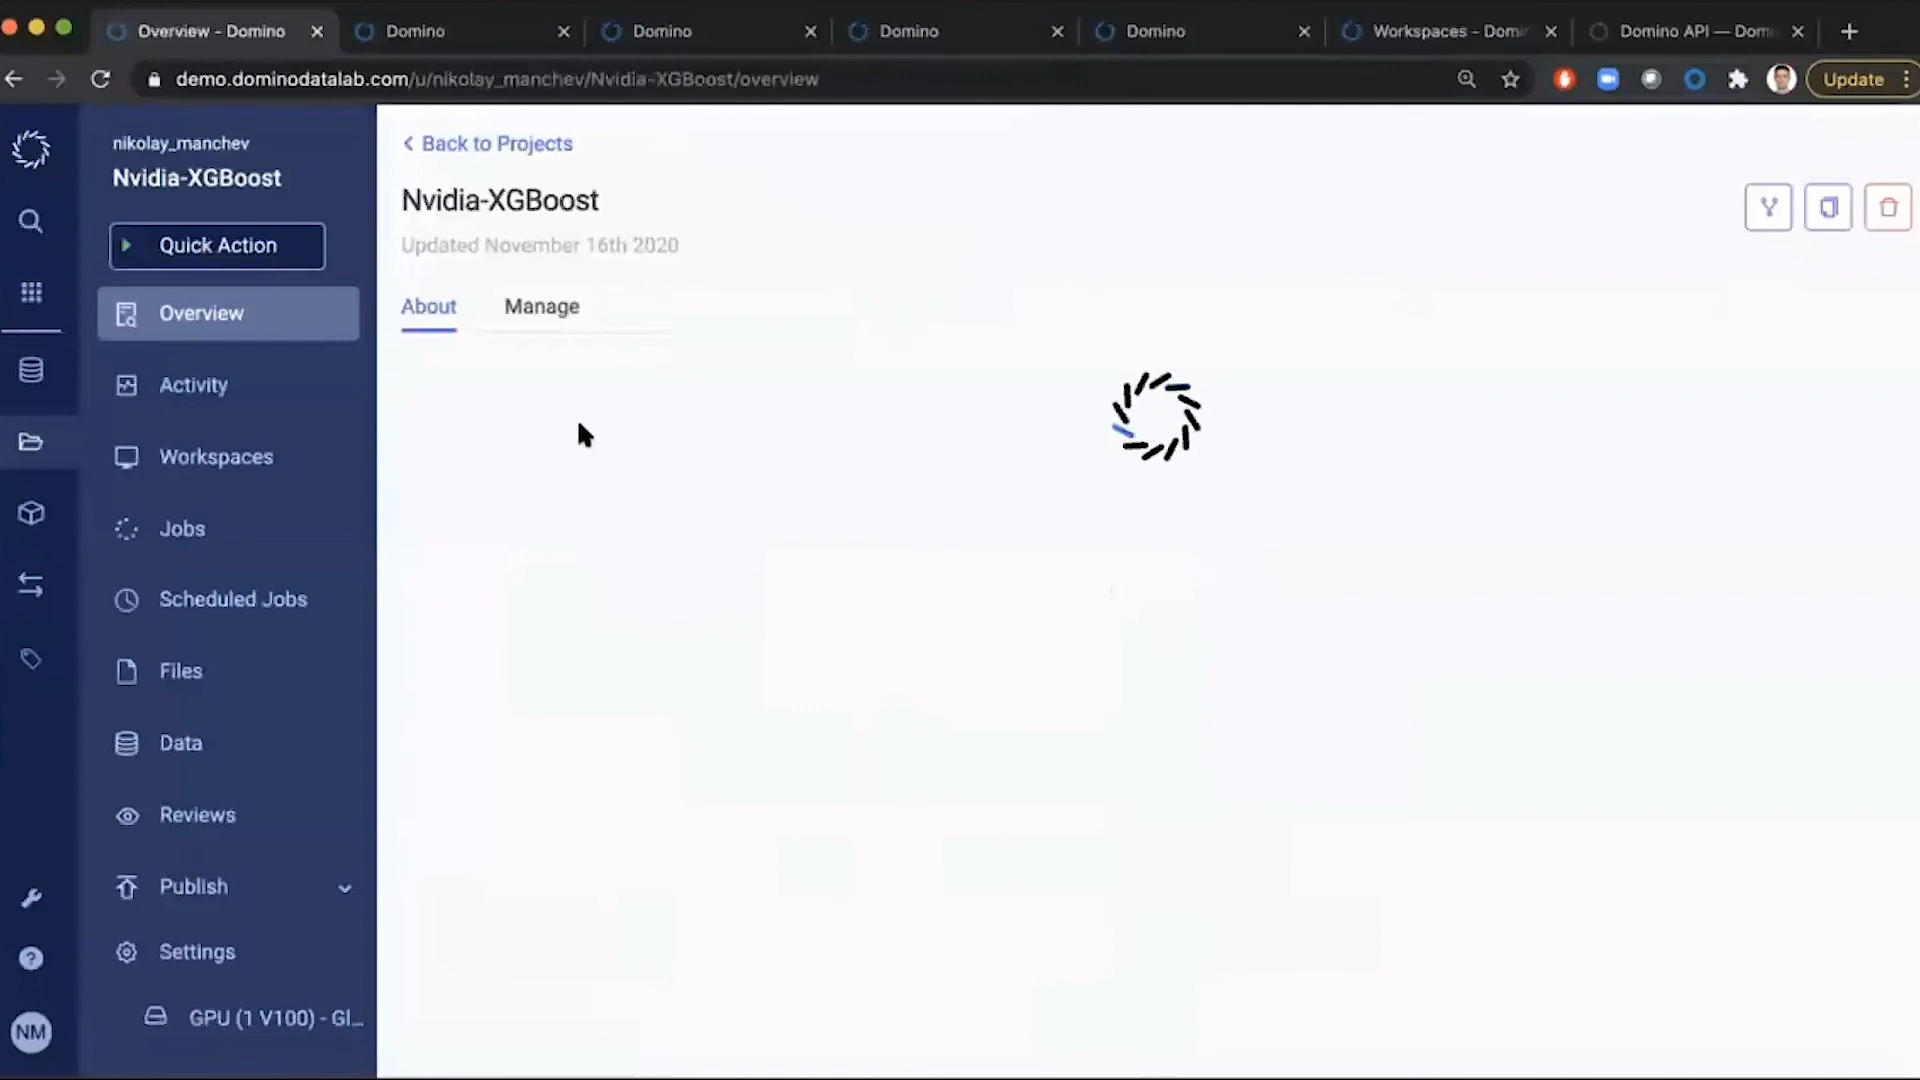 Overview - Domino
Domino
Domino
Domino
Domino
Workspaces - Domi
Domino API — Dom
demo.dominodatalab.com/u/nikolay_manchev/Nvidia-XGBoost/overview
Update
nikolay_manchev
Nvidia-XGBoost
Quick Action
Overview
Activity
Workspaces
Jobs
Scheduled Jobs
Files
Data
Reviews
Publish
Settings
GPU (1 V100) - Gl...
NM
Back to Projects
Nvidia-XGBoost
Updated November 16th 2020
About
Manage